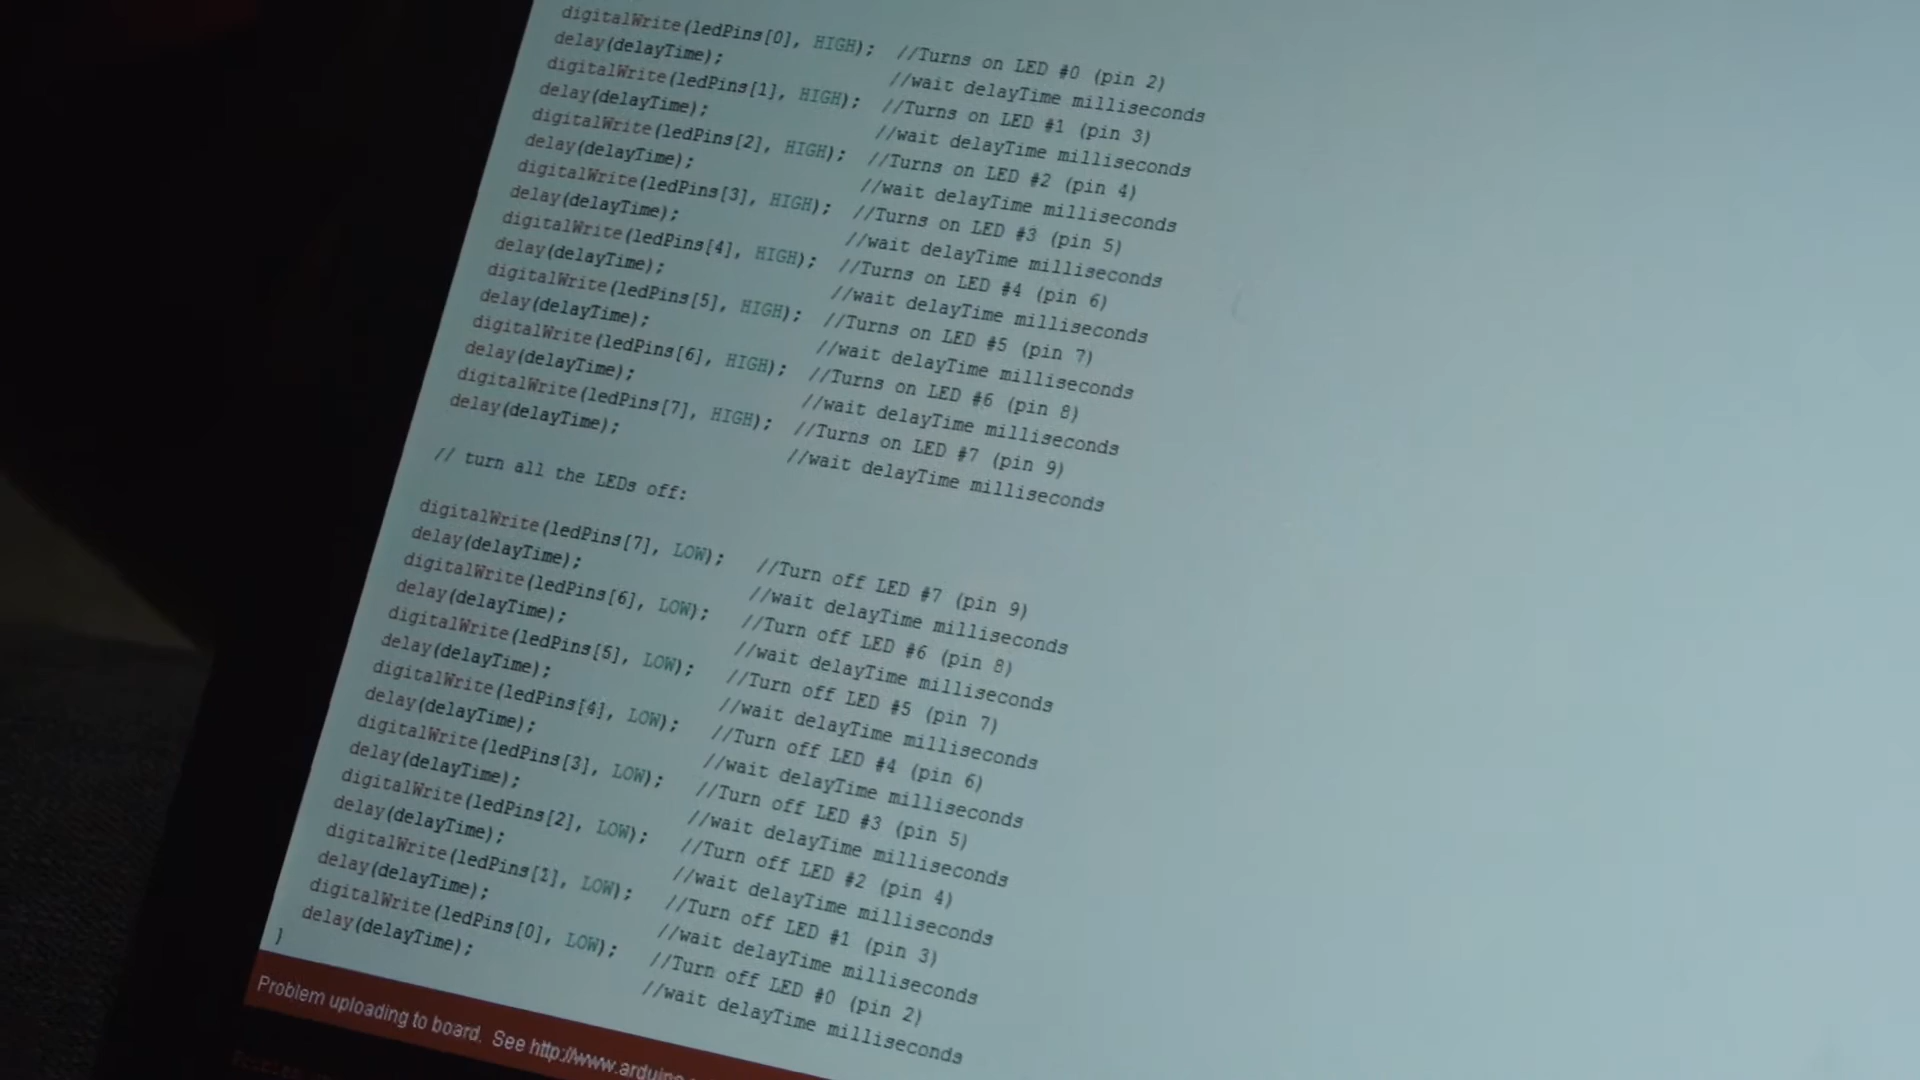 digitalWrite(ledPins[0], HIGH); //Turns on LED #0 (pin 2)
delay(delayTime); //wait delayTime milliseconds
digitalWrite(ledPins[1], HIGH); //Turns on LED #1 (pin 3)
delay(delayTime); //wait delayTime milliseconds
digitalWrite(ledPins[2], HIGH); //Turns on LED #2 (pin 4)
delay(delayTime); //wait delayTime milliseconds
digitalWrite(ledPins[3], HIGH); //Turns on LED #3 (pin 5)
delay(delayTime); //wait delayTime milliseconds
digitalWrite(ledPins[4], HIGH); //Turns on LED #4 (pin 6)
delay(delayTime); //wait delayTime milliseconds
digitalWrite(ledPins[5], HIGH); //Turns on LED #5 (pin 7)
delay(delayTime); //wait delayTime milliseconds
digitalWrite(ledPins[6], HIGH); //Turns on LED #6 (pin 8)
delay(delayTime); //wait delayTime milliseconds
digitalWrite(ledPins[7], HIGH); //Turns on LED #7 (pin 9)
delay(delayTime); //wait delayTime milliseconds
// turn all the LEDs off:
digitalWrite(ledPins[7], LOW); //Turn off LED #7 (pin 9)
delay(delayTime); //wait delayTime milliseconds
digitalWrite(ledPins[6], LOW); //Turn off LED #6 (pin 8)
delay(delayTime); //wait delayTime milliseconds
digitalWrite(ledPins[5], LOW); //Turn off LED #5 (pin 7)
delay(delayTime); //wait delayTime milliseconds
digitalWrite(ledPins[4], LOW); //Turn off LED #4 (pin 6)
delay(delayTime); //wait delayTime milliseconds
digitalWrite(ledPins[3], LOW); //Turn off LED #3 (pin 5)
delay(delayTime); //wait delayTime milliseconds
digitalWrite(ledPins[2], LOW); //Turn off LED #2 (pin 4)
delay(delayTime); //wait delayTime milliseconds
digitalWrite(ledPins[1], LOW); //Turn off LED #1 (pin 3)
delay(delayTime); //wait delayTime milliseconds
digitalWrite(ledPins[0], LOW); //Turn off LED #0 (pin 2)
delay(delayTime); //wait delayTime milliseconds
}
Problem uploading to board. See http://www.arduino.